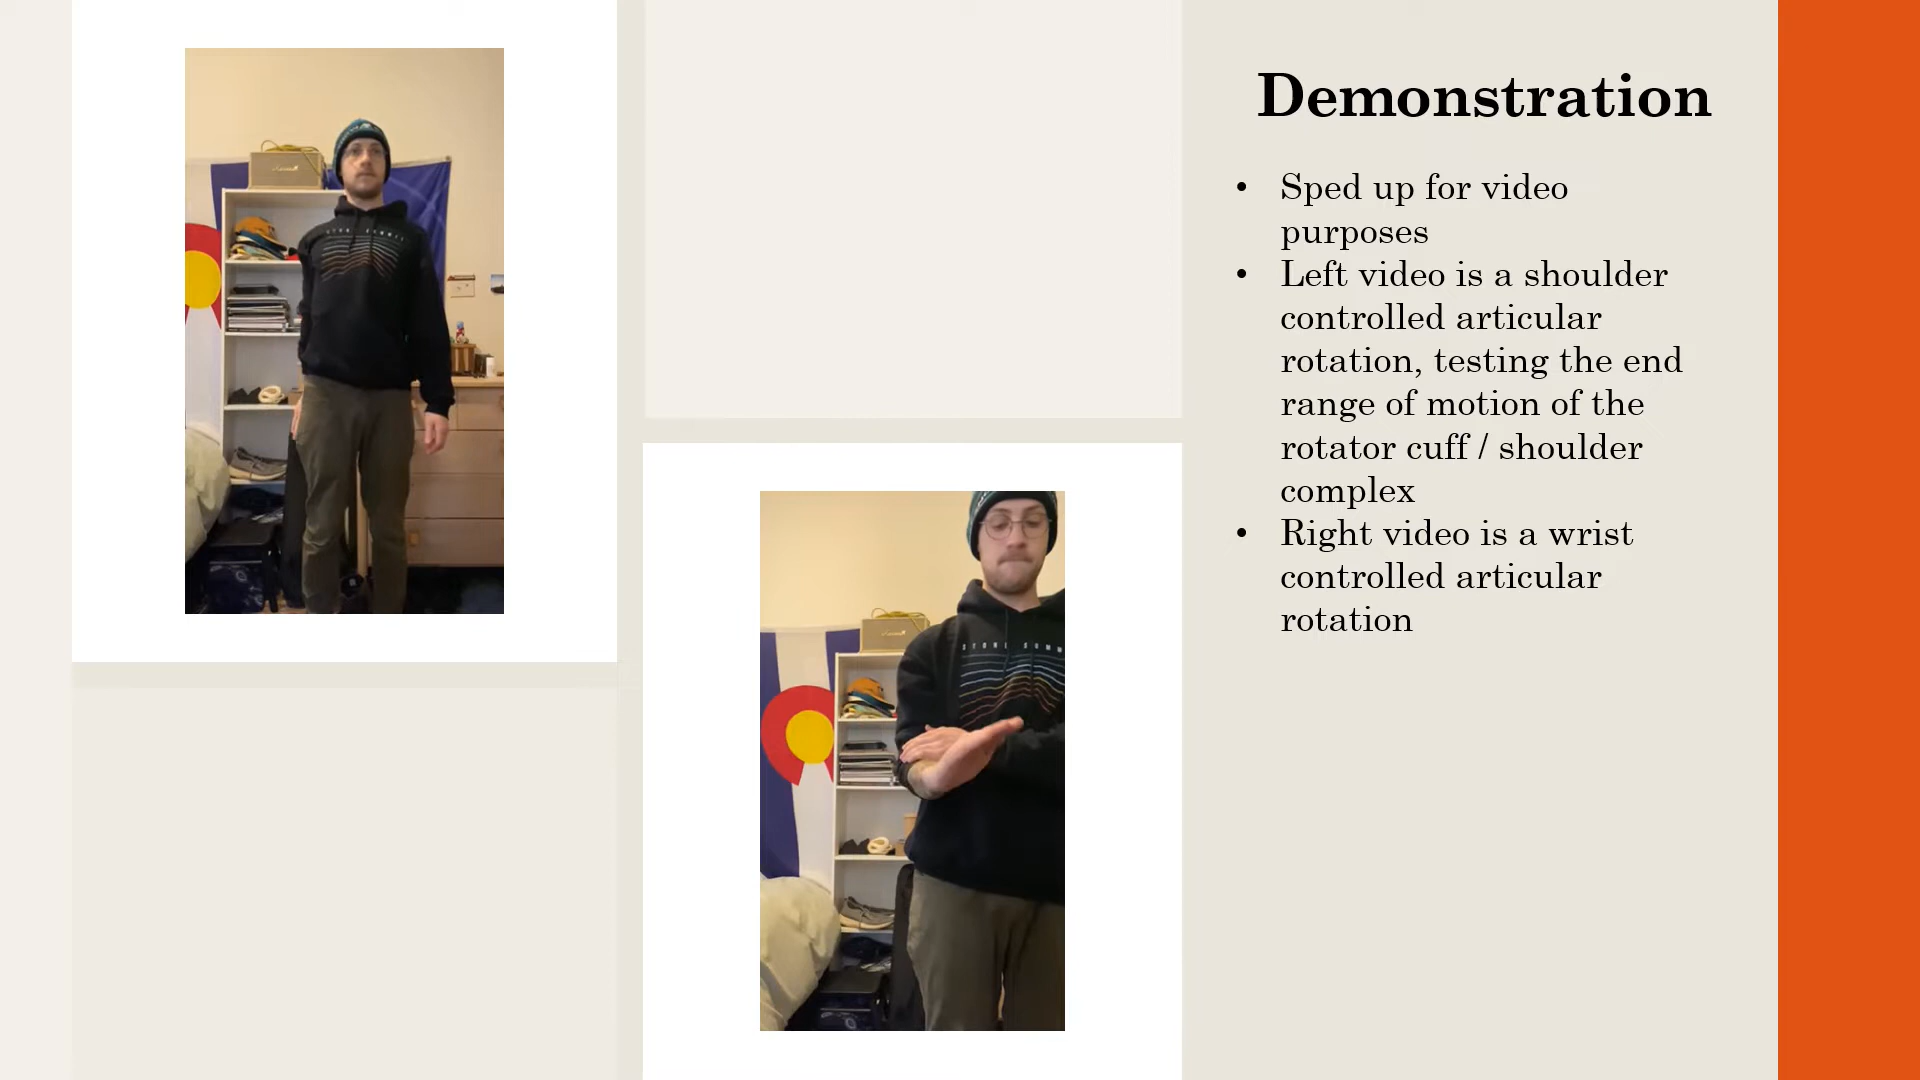 Demonstration
• Sped up for video
purposes
• Left video is a shoulder
controlled articular
rotation, testing the end
range of motion of the
rotator cuff / shoulder
complex
• Right video is a wrist
controlled articular
rotation